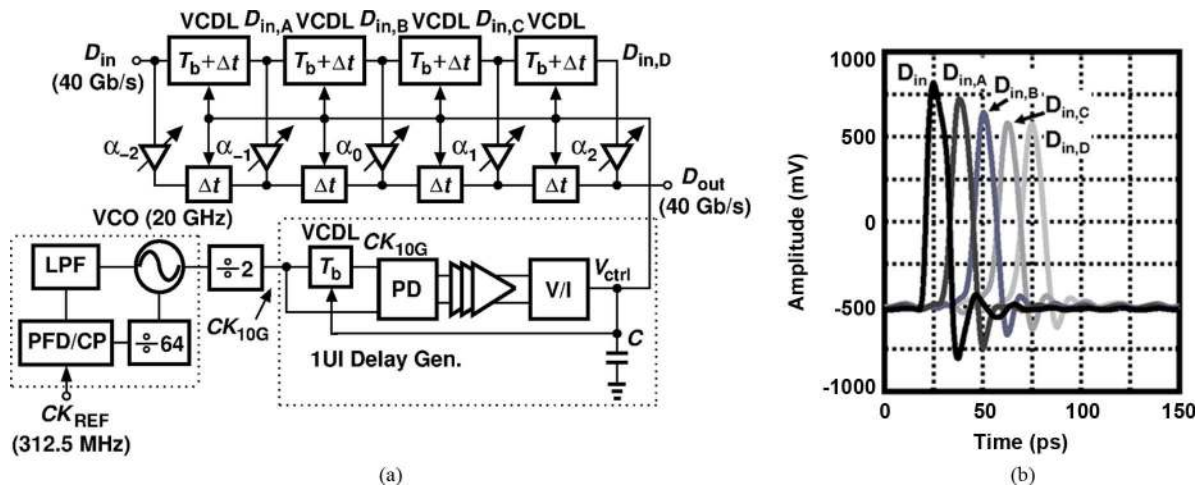 VCDL D_in,A VCDL D_in,B VCDL D_in,C VCDL
D_in T_b+Δt T_b+Δt T_b+Δt T_b+Δt D_in,D
(40 Gb/s)
α_−2 α_−1 α_0 α_1 α_2
Δt Δt Δt Δt D_out
(40 Gb/s)
VCO (20 GHz)
LPF ÷2
PFD/CP ÷64
CK_REF
(312.5 MHz)
CK_10G
VCDL
T_b CK_10G PD V/I V_ctrl
1UI Delay Gen. C
(a)
1000
500
0
-500
-1000
Amplitude (mV)
D_in D_in,A D_in,B D_in,C D_in,D
0 50 100 150
Time (ps)
(b)